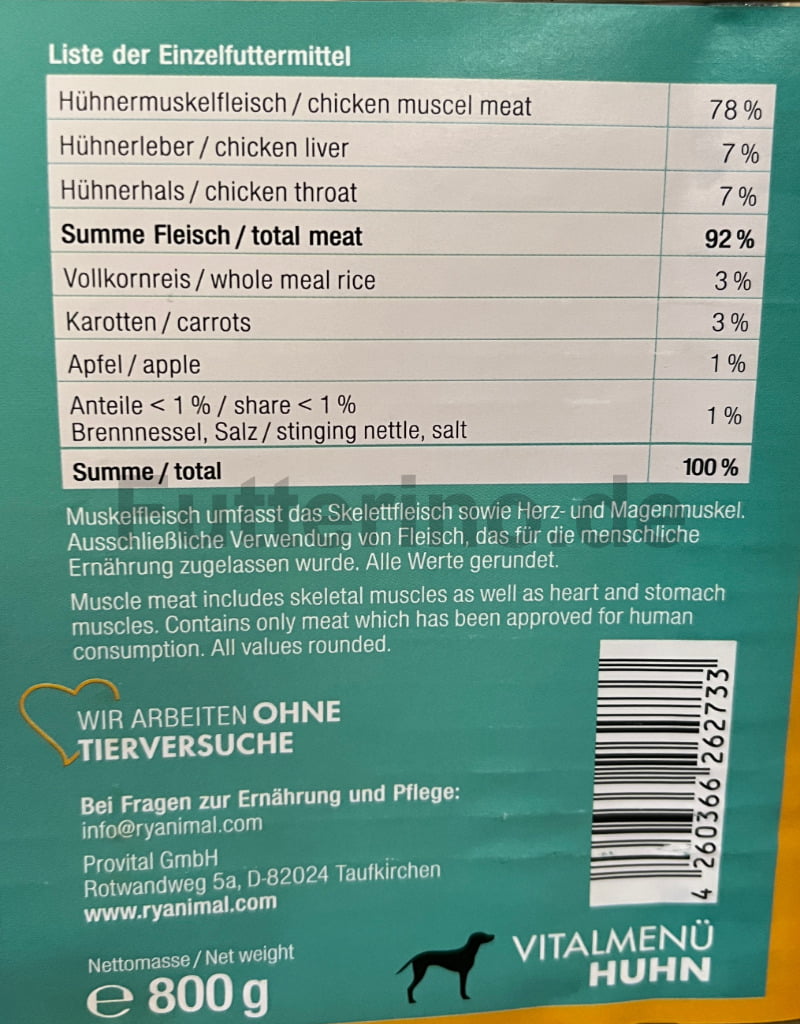 Liste der Einzelfuttermittel
Hühnermuskelfleisch / chicken muscel meat 78 %
Hühnerleber / chicken liver 7 %
Hühnerhals / chicken throat 7 %
Summe Fleisch / total meat 92 %
Vollkornreis / whole meal rice 3 %
Karotten / carrots 3 %
Apfel / apple 1 %
Anteile < 1 % / share < 1 %
Brennnessel, Salz / stinging nettle, salt 1 %
Summe / total 100 %
Futterino.de
Muskelfleisch umfasst das Skelettfleisch sowie Herz- und Magenmuskel.
Ausschließliche Verwendung von Fleisch, das für die menschliche
Ernährung zugelassen wurde. Alle Werte gerundet.
Muscle meat includes skeletal muscles as well as heart and stomach
muscles. Contains only meat which has been approved for human
consumption. All values rounded.
WIR ARBEITEN OHNE
TIERVERSUCHE
Bei Fragen zur Ernährung und Pflege:
info@ryanimal.com
Provital GmbH
Rotwandweg 5a, D-82024 Taufkirchen
www.ryanimal.com
4 260366 262733
Nettomasse / Net weight
e 800 g
VITALMENÜ
HUHN